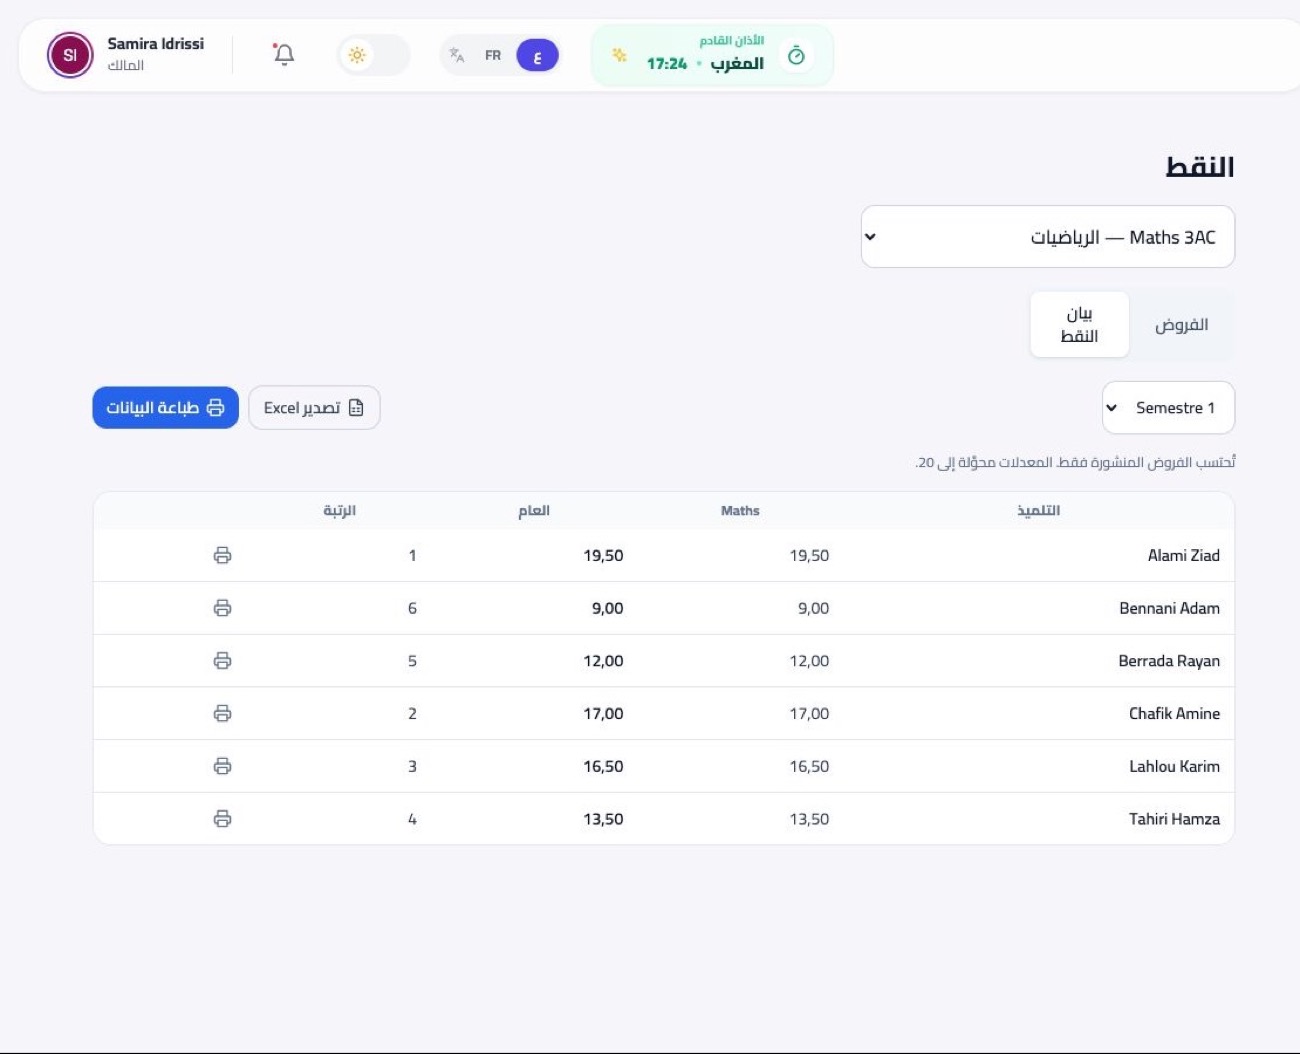 الأذان القادم
المغرب • 17:24
ع FR
Samira Idrissi
المالك
SI
النقط
Maths 3AC — الرياضيات
الفروض
بيان
النقط
Semestre 1
تصدير Excel
طباعة البيانات
تُحتسب الفروض المنشورة فقط. المعدلات محوَّلة إلى 20.
التلميذ Maths العام الرتبة
Alami Ziad 19,50 19,50 1
Bennani Adam 9,00 9,00 6
Berrada Rayan 12,00 12,00 5
Chafik Amine 17,00 17,00 2
Lahlou Karim 16,50 16,50 3
Tahiri Hamza 13,50 13,50 4